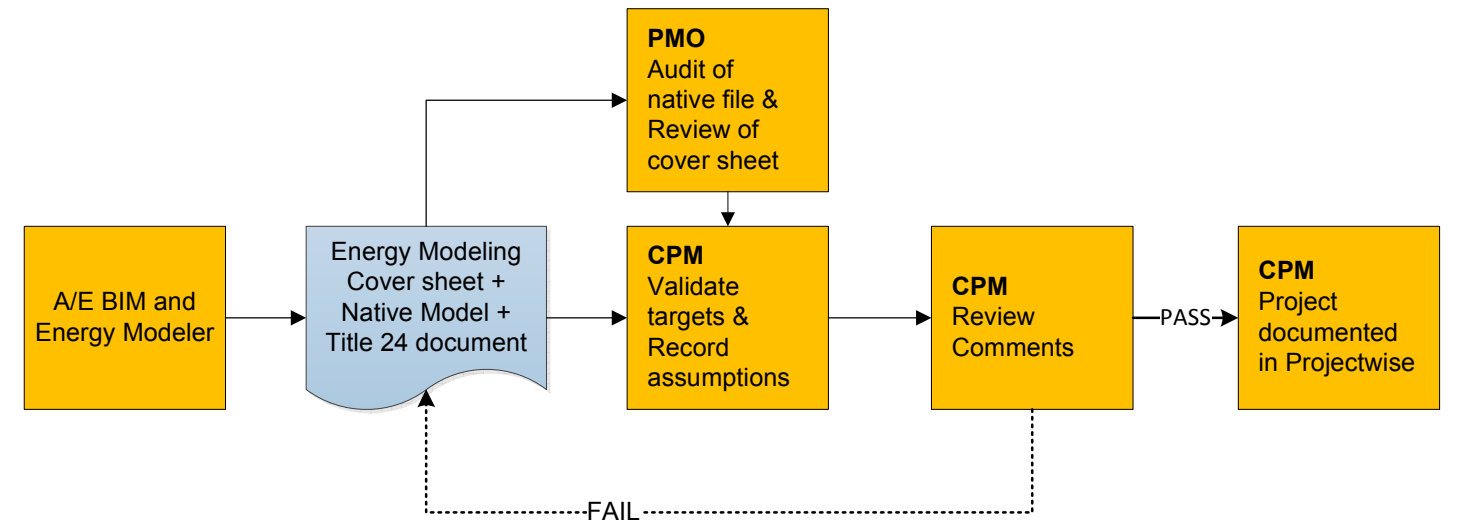 PMO
Audit of
native file &
Review of
cover sheet
A/E BIM and
Energy Modeler
Energy Modeling
Cover sheet +
Native Model +
Title 24 document
CPM
Validate
targets &
Record
assumptions
CPM
Review
Comments
PASS
CPM
Project
documented
in Projectwise
FAIL